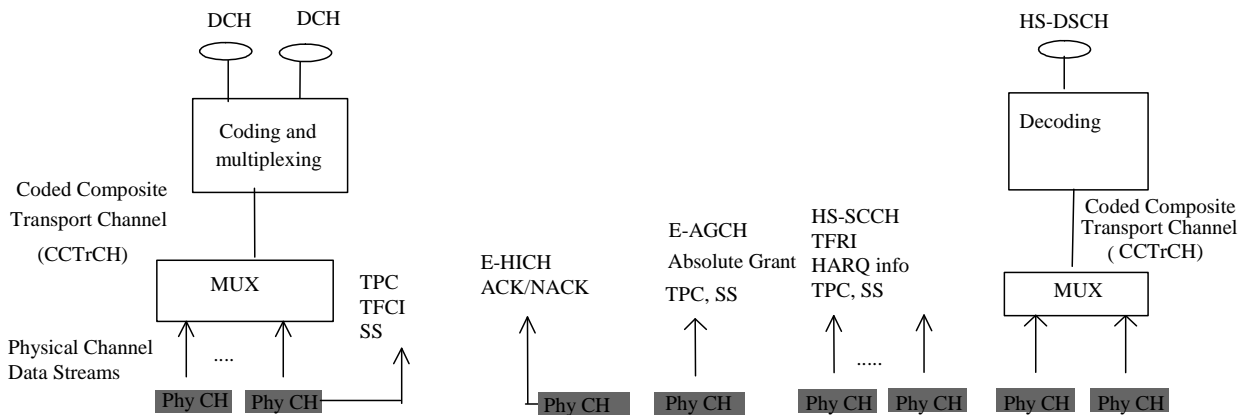 DCH
DCH
HS-DSCH
Coding and
multiplexing
Decoding
Coded Composite
Transport Channel
(CCTrCH)
Coded Composite
Transport Channel
( CCTrCH)
MUX
TPC
TFCI
SS
E-HICH
ACK/NACK
E-AGCH
Absolute Grant
TPC, SS
HS-SCCH
TFRI
HARQ info
TPC, SS
MUX
Physical Channel
Data Streams
....
.....
Phy CH
Phy CH
Phy CH
Phy CH
Phy CH
Phy CH
Phy CH
Phy CH